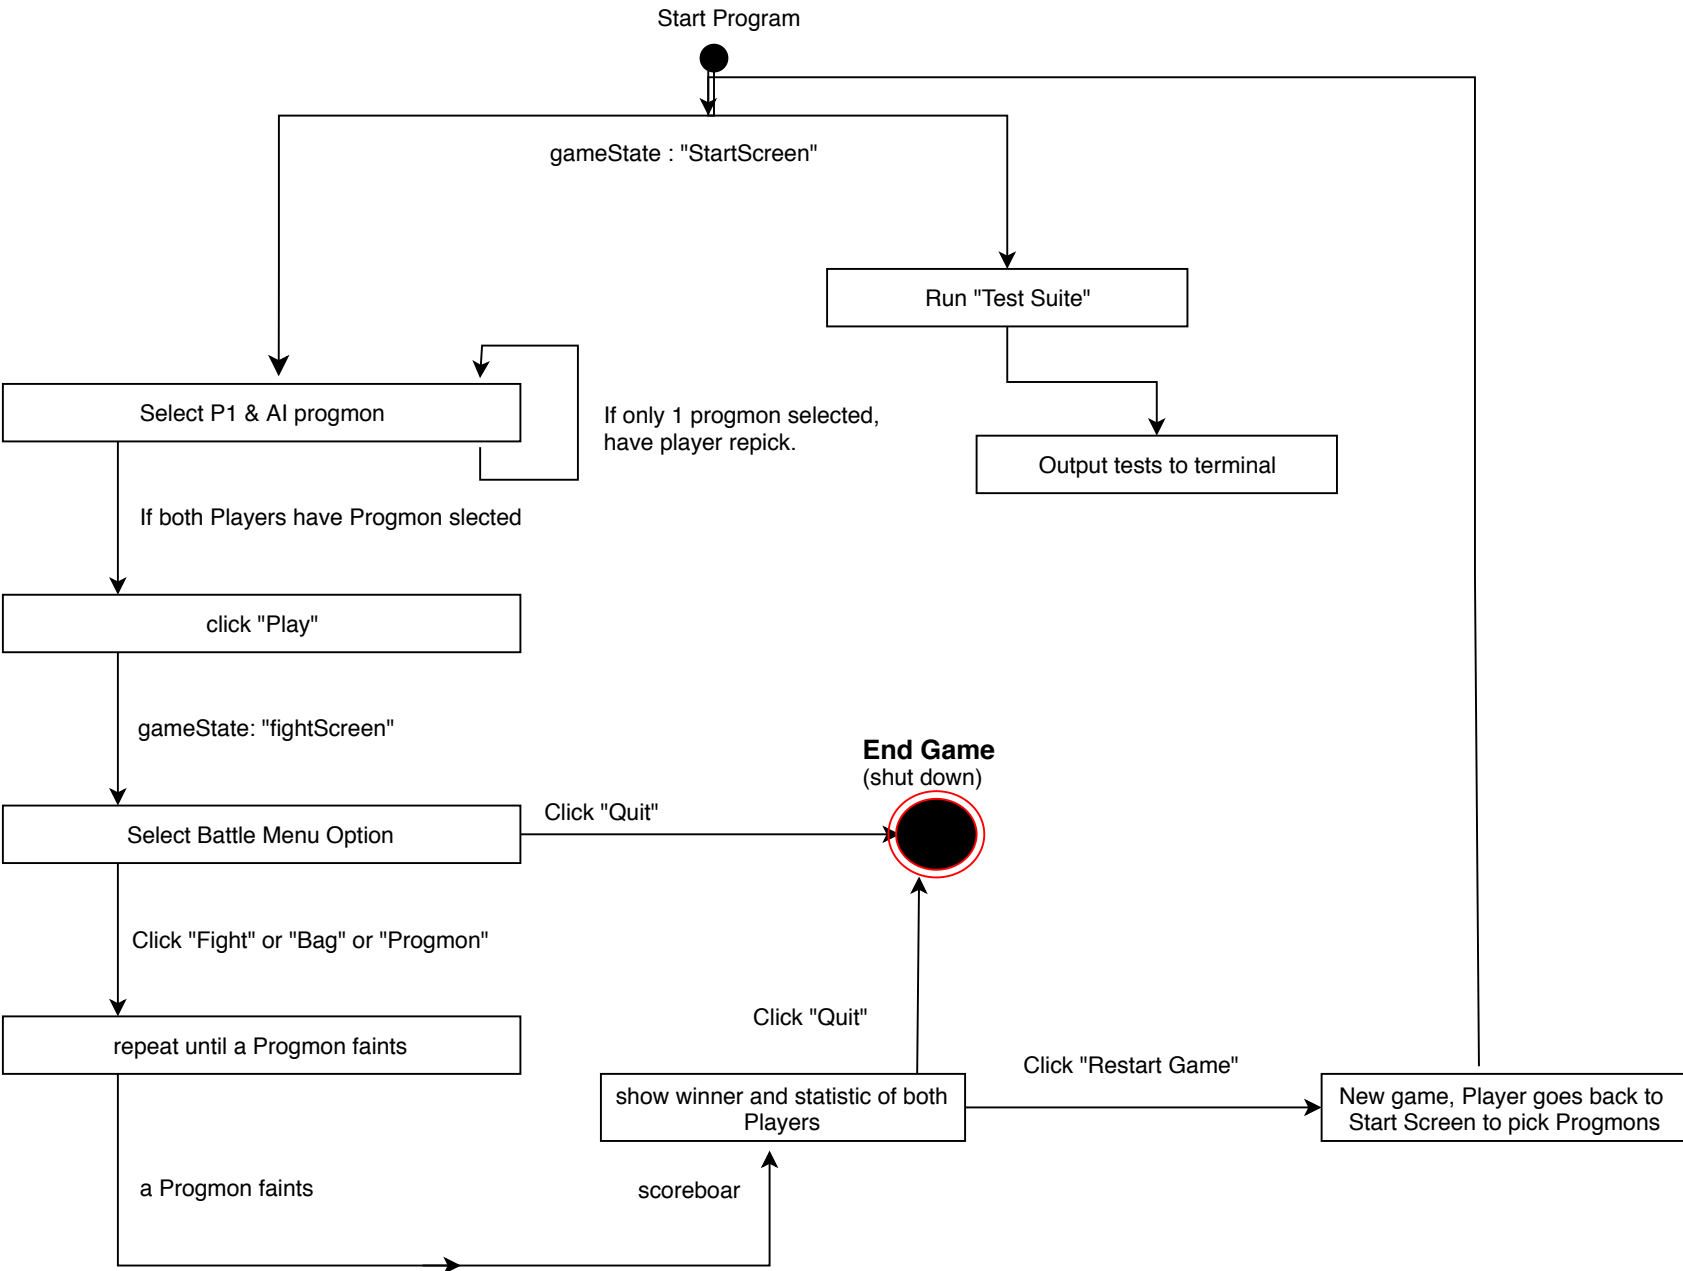 Start Program
gameState : "StartScreen"
Run "Test Suite"
Select P1 & AI progmon
If only 1 progmon selected,
have player repick.
Output tests to terminal
If both Players have Progmon slected
click "Play"
gameState: "fightScreen"
End Game
(shut down)
Click "Quit"
Select Battle Menu Option
Click "Fight" or "Bag" or "Progmon"
Click "Quit"
repeat until a Progmon faints
Click "Restart Game"
show winner and statistic of both
Players
New game, Player goes back to
Start Screen to pick Progmons
a Progmon faints
scoreboar